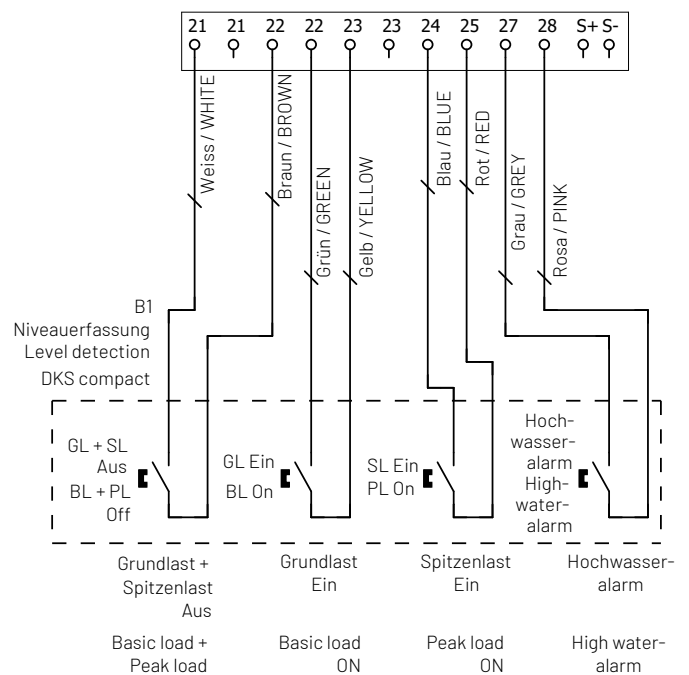 21 21 22 22 23 23 24 25 27 28 S+ S-
Weiss / WHITE
Braun / BROWN
Grün / GREEN
Gelb / YELLOW
Blau / BLUE
Rot / RED
Grau / GREY
Rosa / PINK
B1
Niveauerfassung
Level detection
DKS compact
GL + SL
Aus
BL + PL
Off
GL Ein
BL On
SL Ein
PL On
Hoch-
wasser-
alarm
High-
water-
alarm
Grundlast +
Spitzenlast
Aus
Grundlast
Ein
Spitzenlast
Ein
Hochwasser-
alarm
Basic load +
Peak load
Basic load
ON
Peak load
ON
High water-
alarm